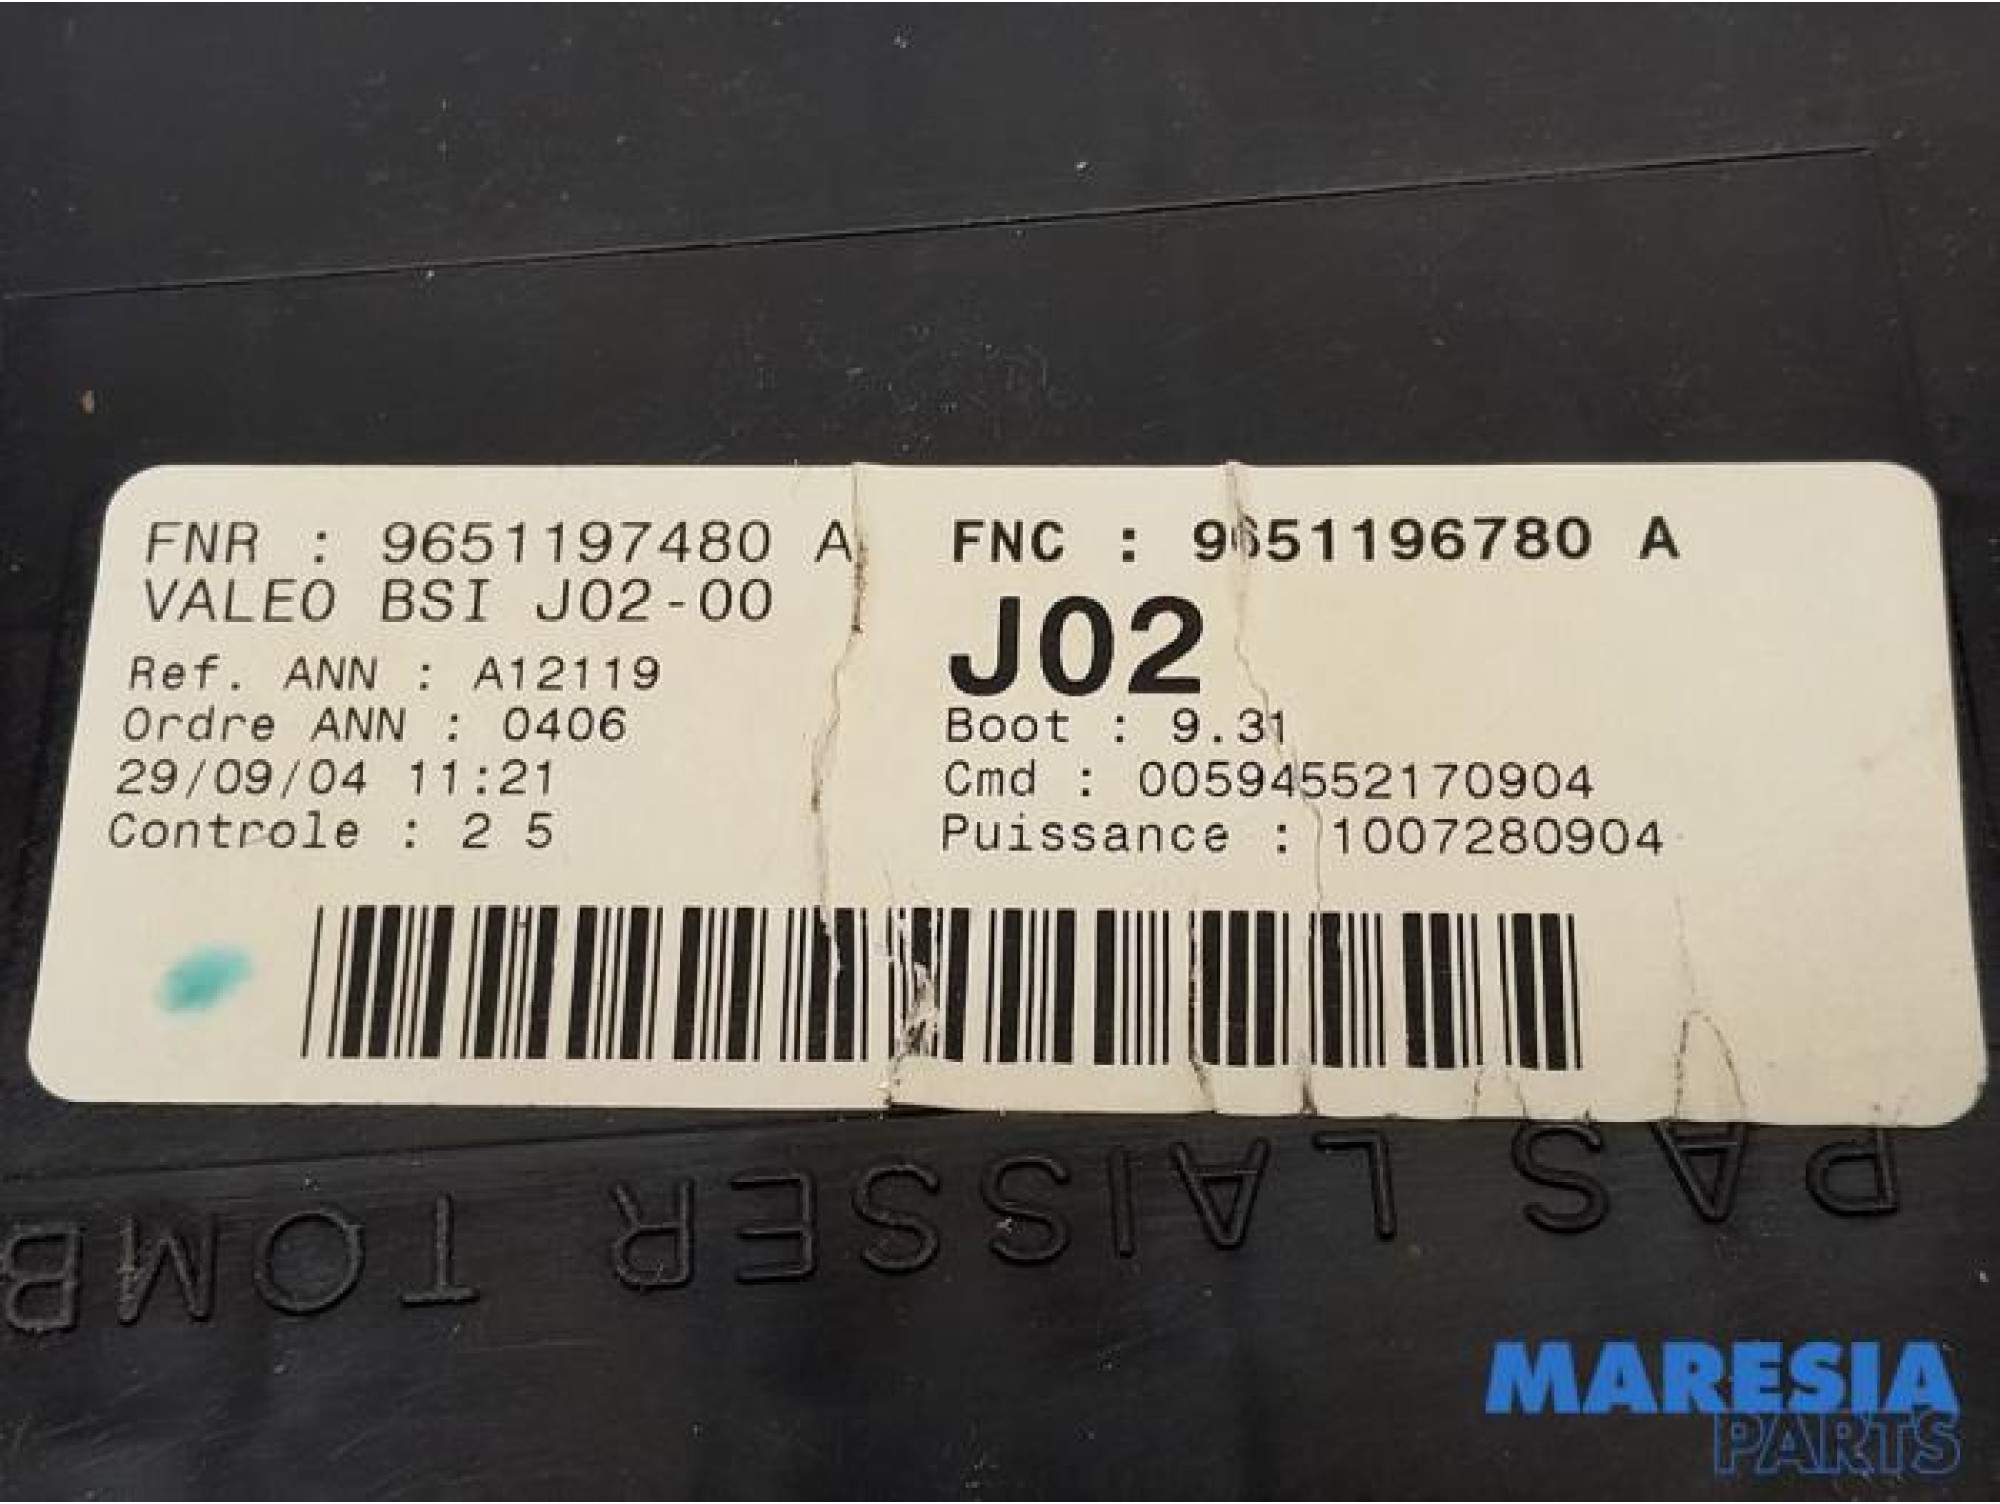 FNR : 9651197480 A
VALEO BSI J02-00
Ref. ANN : A12119
Ordre ANN : 0406
29/09/04 11:21
Controle : 2 5
FNC : 9651196780 A
J02
Boot : 9.31
Cmd : 00594552170904
Puissance : 1007280904
PAS LAISSER TOMB
MARESIA
PARTS